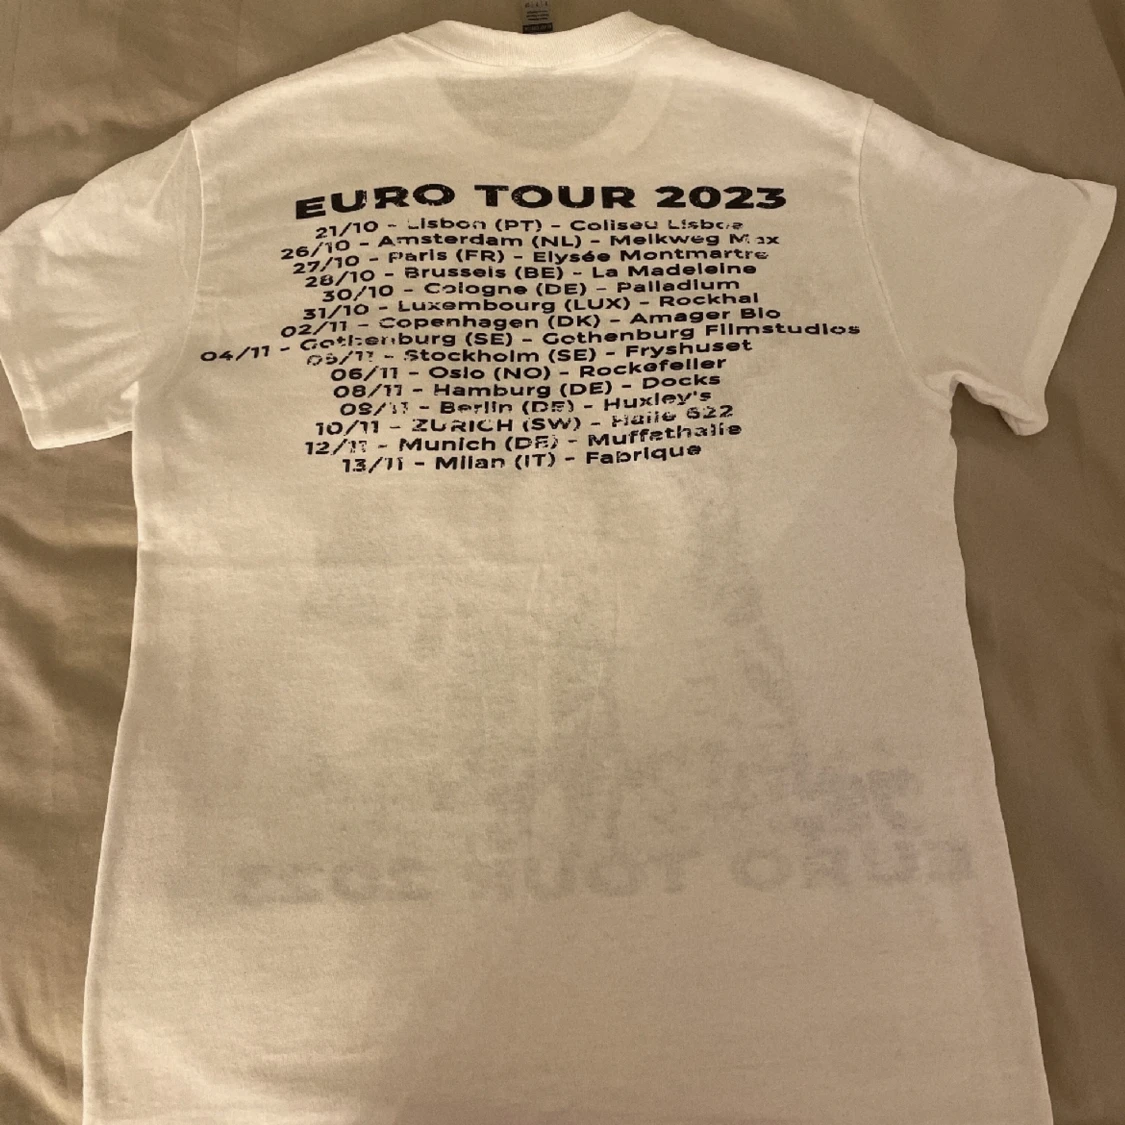 EURO TOUR 2023
21/10 - Lisbon (PT) - Coliseu Lisboa
26/10 - Amsterdam (NL) - Melkweg Max
27/10 - Paris (FR) - Elysée Montmartre
28/10 - Brussels (BE) - La Madeleine
30/10 - Cologne (DE) - Palladium
31/10 - Luxembourg (LUX) - Rockhal
02/11 - Copenhagen (DK) - Amager Bio
04/11 - Gothenburg (SE) - Gothenburg Filmstudios
05/11 - Stockholm (SE) - Fryshuset
06/11 - Oslo (NO) - Rockefeller
08/11 - Hamburg (DE) - Docks
09/11 - Berlin (DE) - Huxley's
10/11 - ZURICH (SW) - Halle 622
12/11 - Munich (DE) - Muffathalle
13/11 - Milan (IT) - Fabrique
EURO TOUR 2023